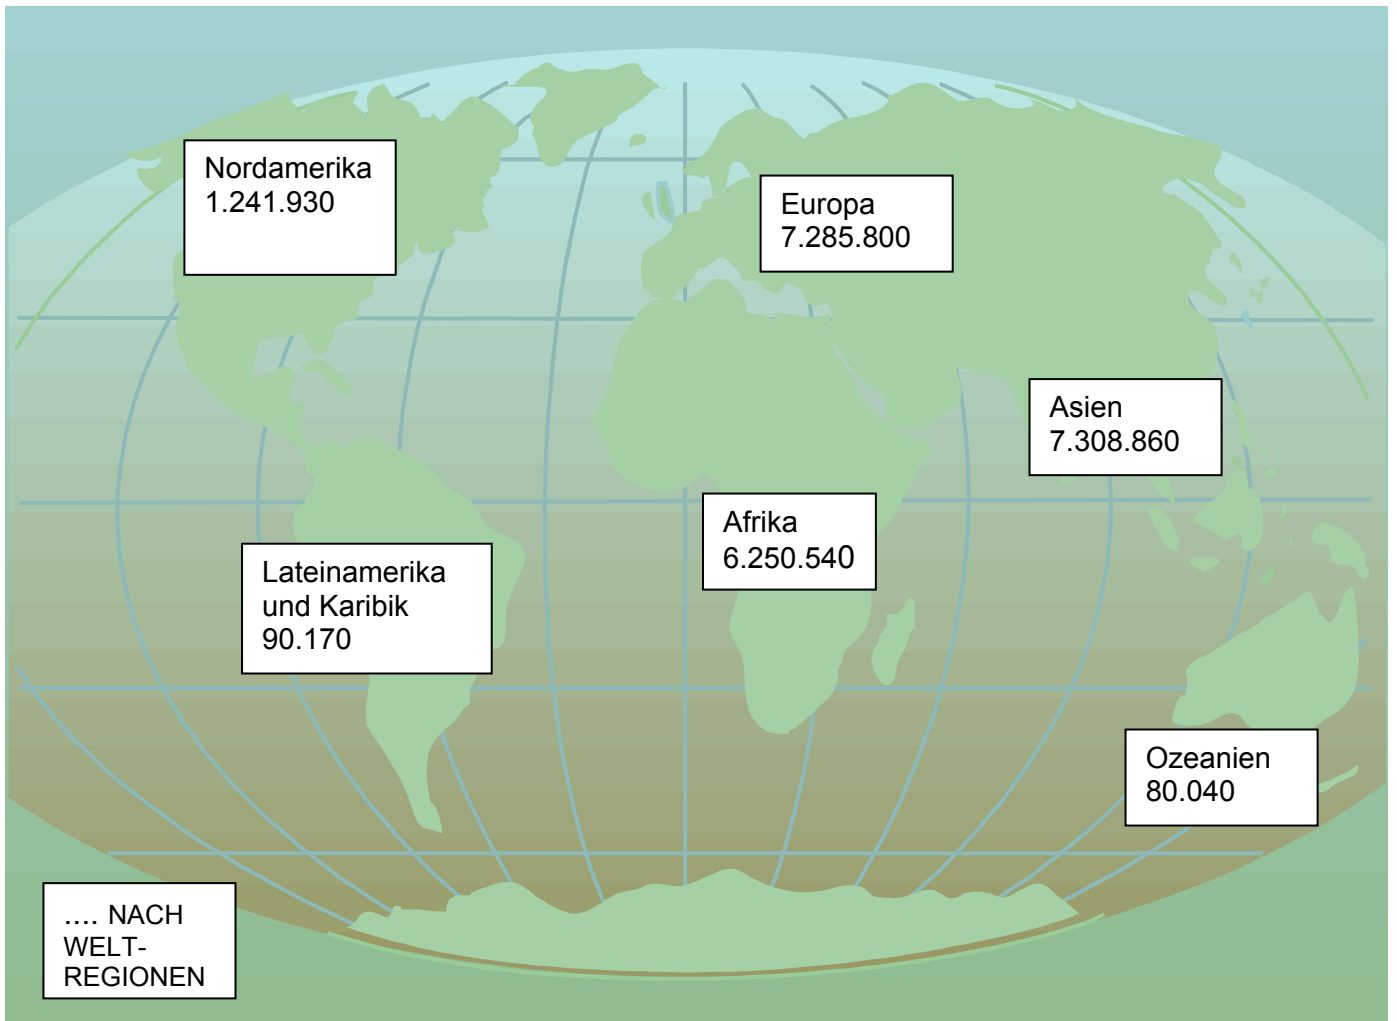 Nordamerika
1.241.930
Europa
7.285.800
Asien
7.308.860
Afrika
6.250.540
Lateinamerika
und Karibik
90.170
Ozeanien
80.040
.... NACH
WELT-
REGIONEN